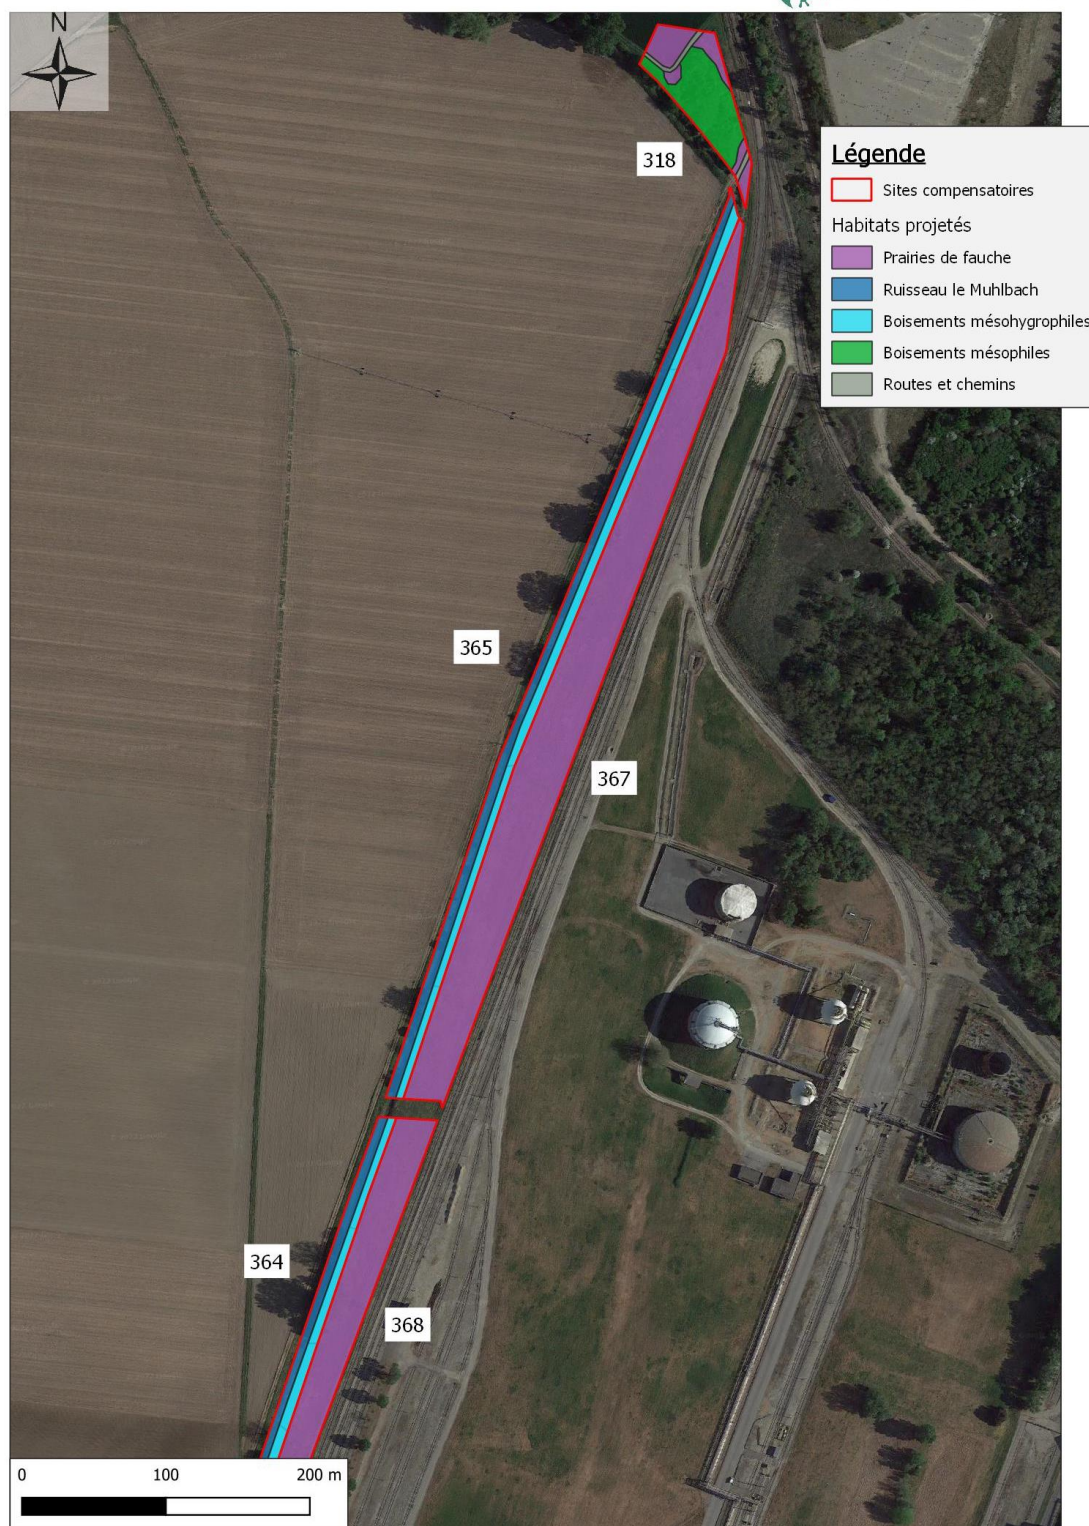 N
318
Légende
Sites compensatoires
Habitats projetés
Prairies de fauche
Ruisseau le Muhlbach
Boisements mésohygrophiles
Boisements mésophiles
Routes et chemins
365
367
364
368
0 100 200 m